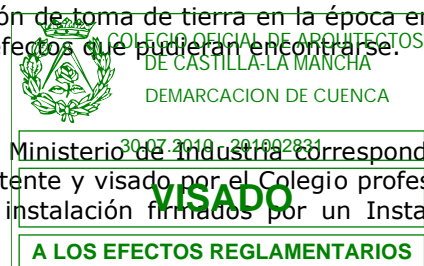 ón de toma de tierra en la época en
efectos que pudieran encontrarse.
COLEGIO OFICIAL DE ARQUITECTOS
DE CASTILLA-LA MANCHA
DEMARCACION DE CUENCA
30.07.2010 - 201002831
Ministerio de Industria correspond
tente y visado por el Colegio profes
VISADO
instalación firmados por un Insta
A LOS EFECTOS REGLAMENTARIOS